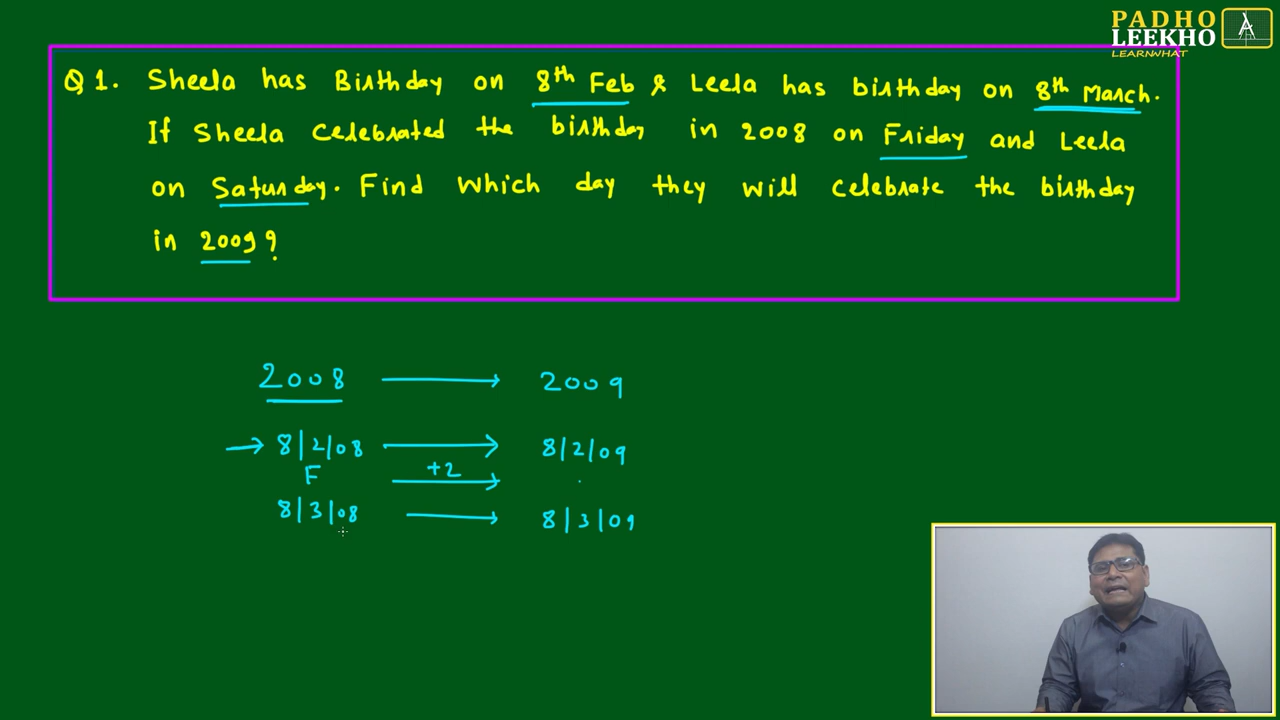 PADHO
LEEKHO
LEARNWHAT
Q 1. Sheela has Birthday on 8th Feb & Leela has birthday on 8th March.
If Sheela celebrated the birthday in 2008 on Friday and Leela
on Saturday. Find which day they will celebrate the birthday
in 2009?
2008 → 2009
→ 8|2|08 → 8|2|09
F +2 →
8|3|08 → 8|3|09